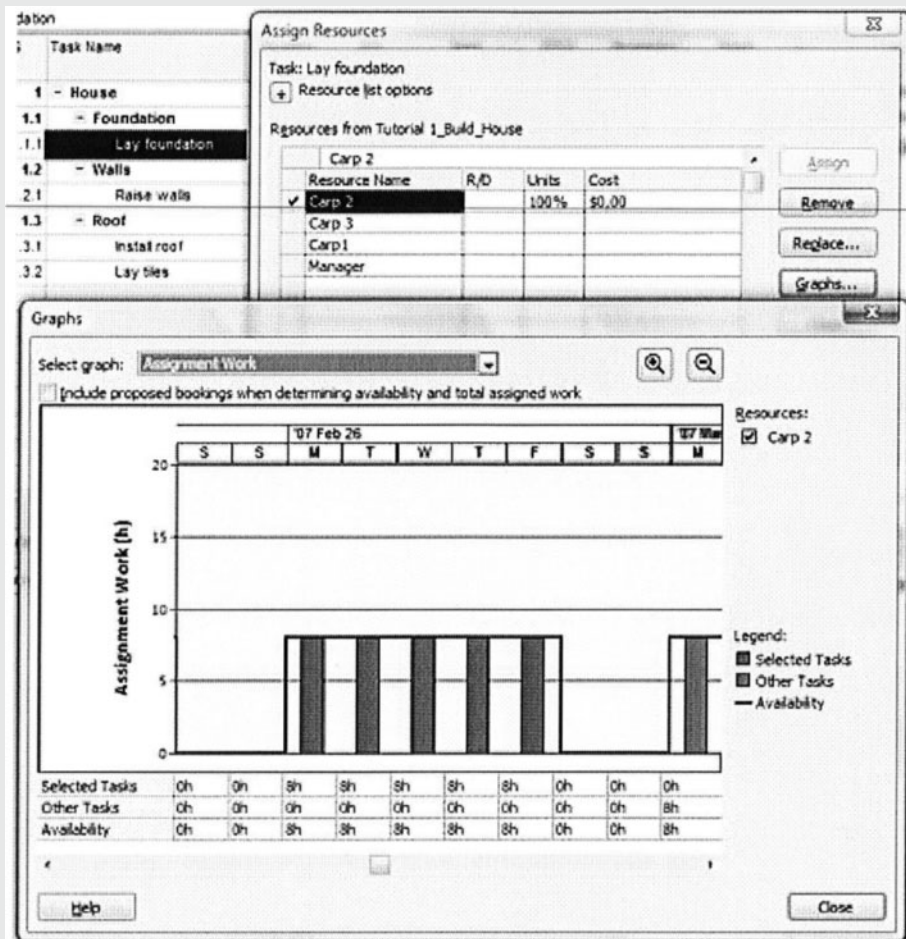 dation
S Task Name
1 - House
1.1 - Foundation
.1.1 Lay foundation
1.2 - Walls
.2.1 Raise walls
1.3 - Roof
.3.1 Install roof
.3.2 Lay tiles
Assign Resources
Task: Lay foundation
+ Resource list options
Resources from Tutorial 1_Build_House
Carp 2
Resource Name R/D Units Cost
✓ Carp 2 100% $0.00
Carp 3
Carp1
Manager
Assign
Remove
Replace...
Graphs...
Graphs
Select graph: Assignment Work
Include proposed bookings when determining availability and total assigned work
Resources:
Carp 2
'07 Feb 26 '07 Mar
S S M T W T F S S M
20
15
10
5
0
Assignment Work (h)
Legend:
Selected Tasks
Other Tasks
Availability
Selected Tasks 0h 0h 8h 8h 8h 8h 8h 0h 0h 0h
Other Tasks 0h 0h 0h 0h 0h 0h 0h 0h 0h 8h
Availability 0h 0h 8h 8h 8h 8h 8h 0h 0h 8h
Help
Close